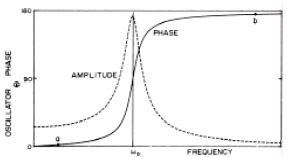 180
90
0
OSCILLATOR PHASE
Θ
AMPLITUDE
PHASE
a
b
ω₀
FREQUENCY